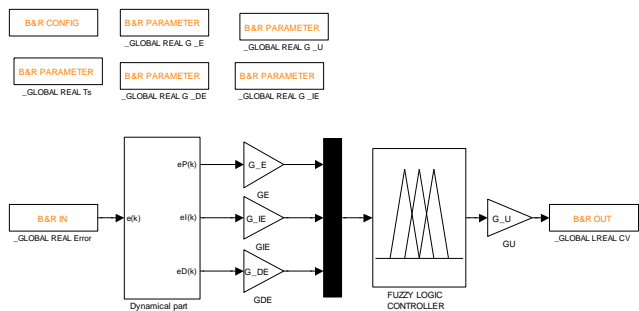 B&R CONFIG
B&R PARAMETER
_GLOBAL REAL G _E
B&R PARAMETER
_GLOBAL REAL G _U
B&R PARAMETER
_GLOBAL REAL Ts
B&R PARAMETER
_GLOBAL REAL G _DE
B&R PARAMETER
_GLOBAL REAL G _IE
B&R IN
_GLOBAL REAL Error
e(k)
eP(k)
eI(k)
eD(k)
Dynamical part
G_E
GE
G_IE
GIE
G_DE
GDE
FUZZY LOGIC
CONTROLLER
G_U
GU
B&R OUT
_GLOBAL LREAL CV